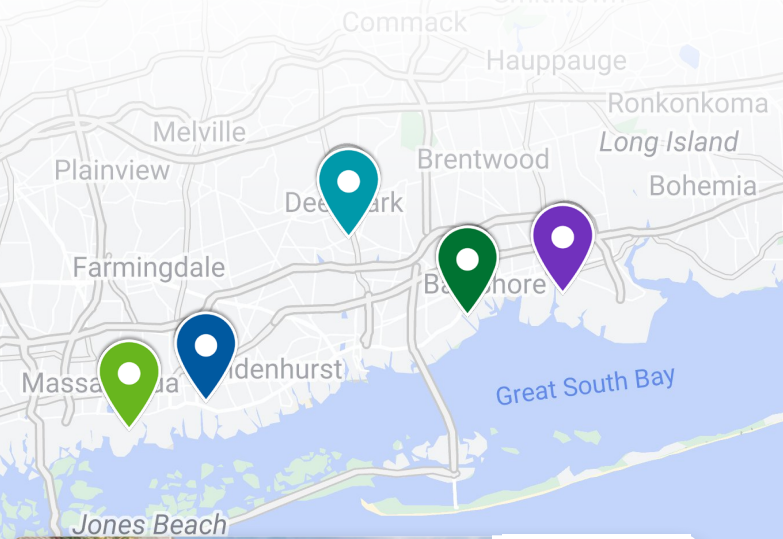 Commack
Hauppauge
Ronkonkoma
Melville
Long Island
Brentwood
Plainview
Bohemia
Farmingdale
Great South Bay
Jones Beach